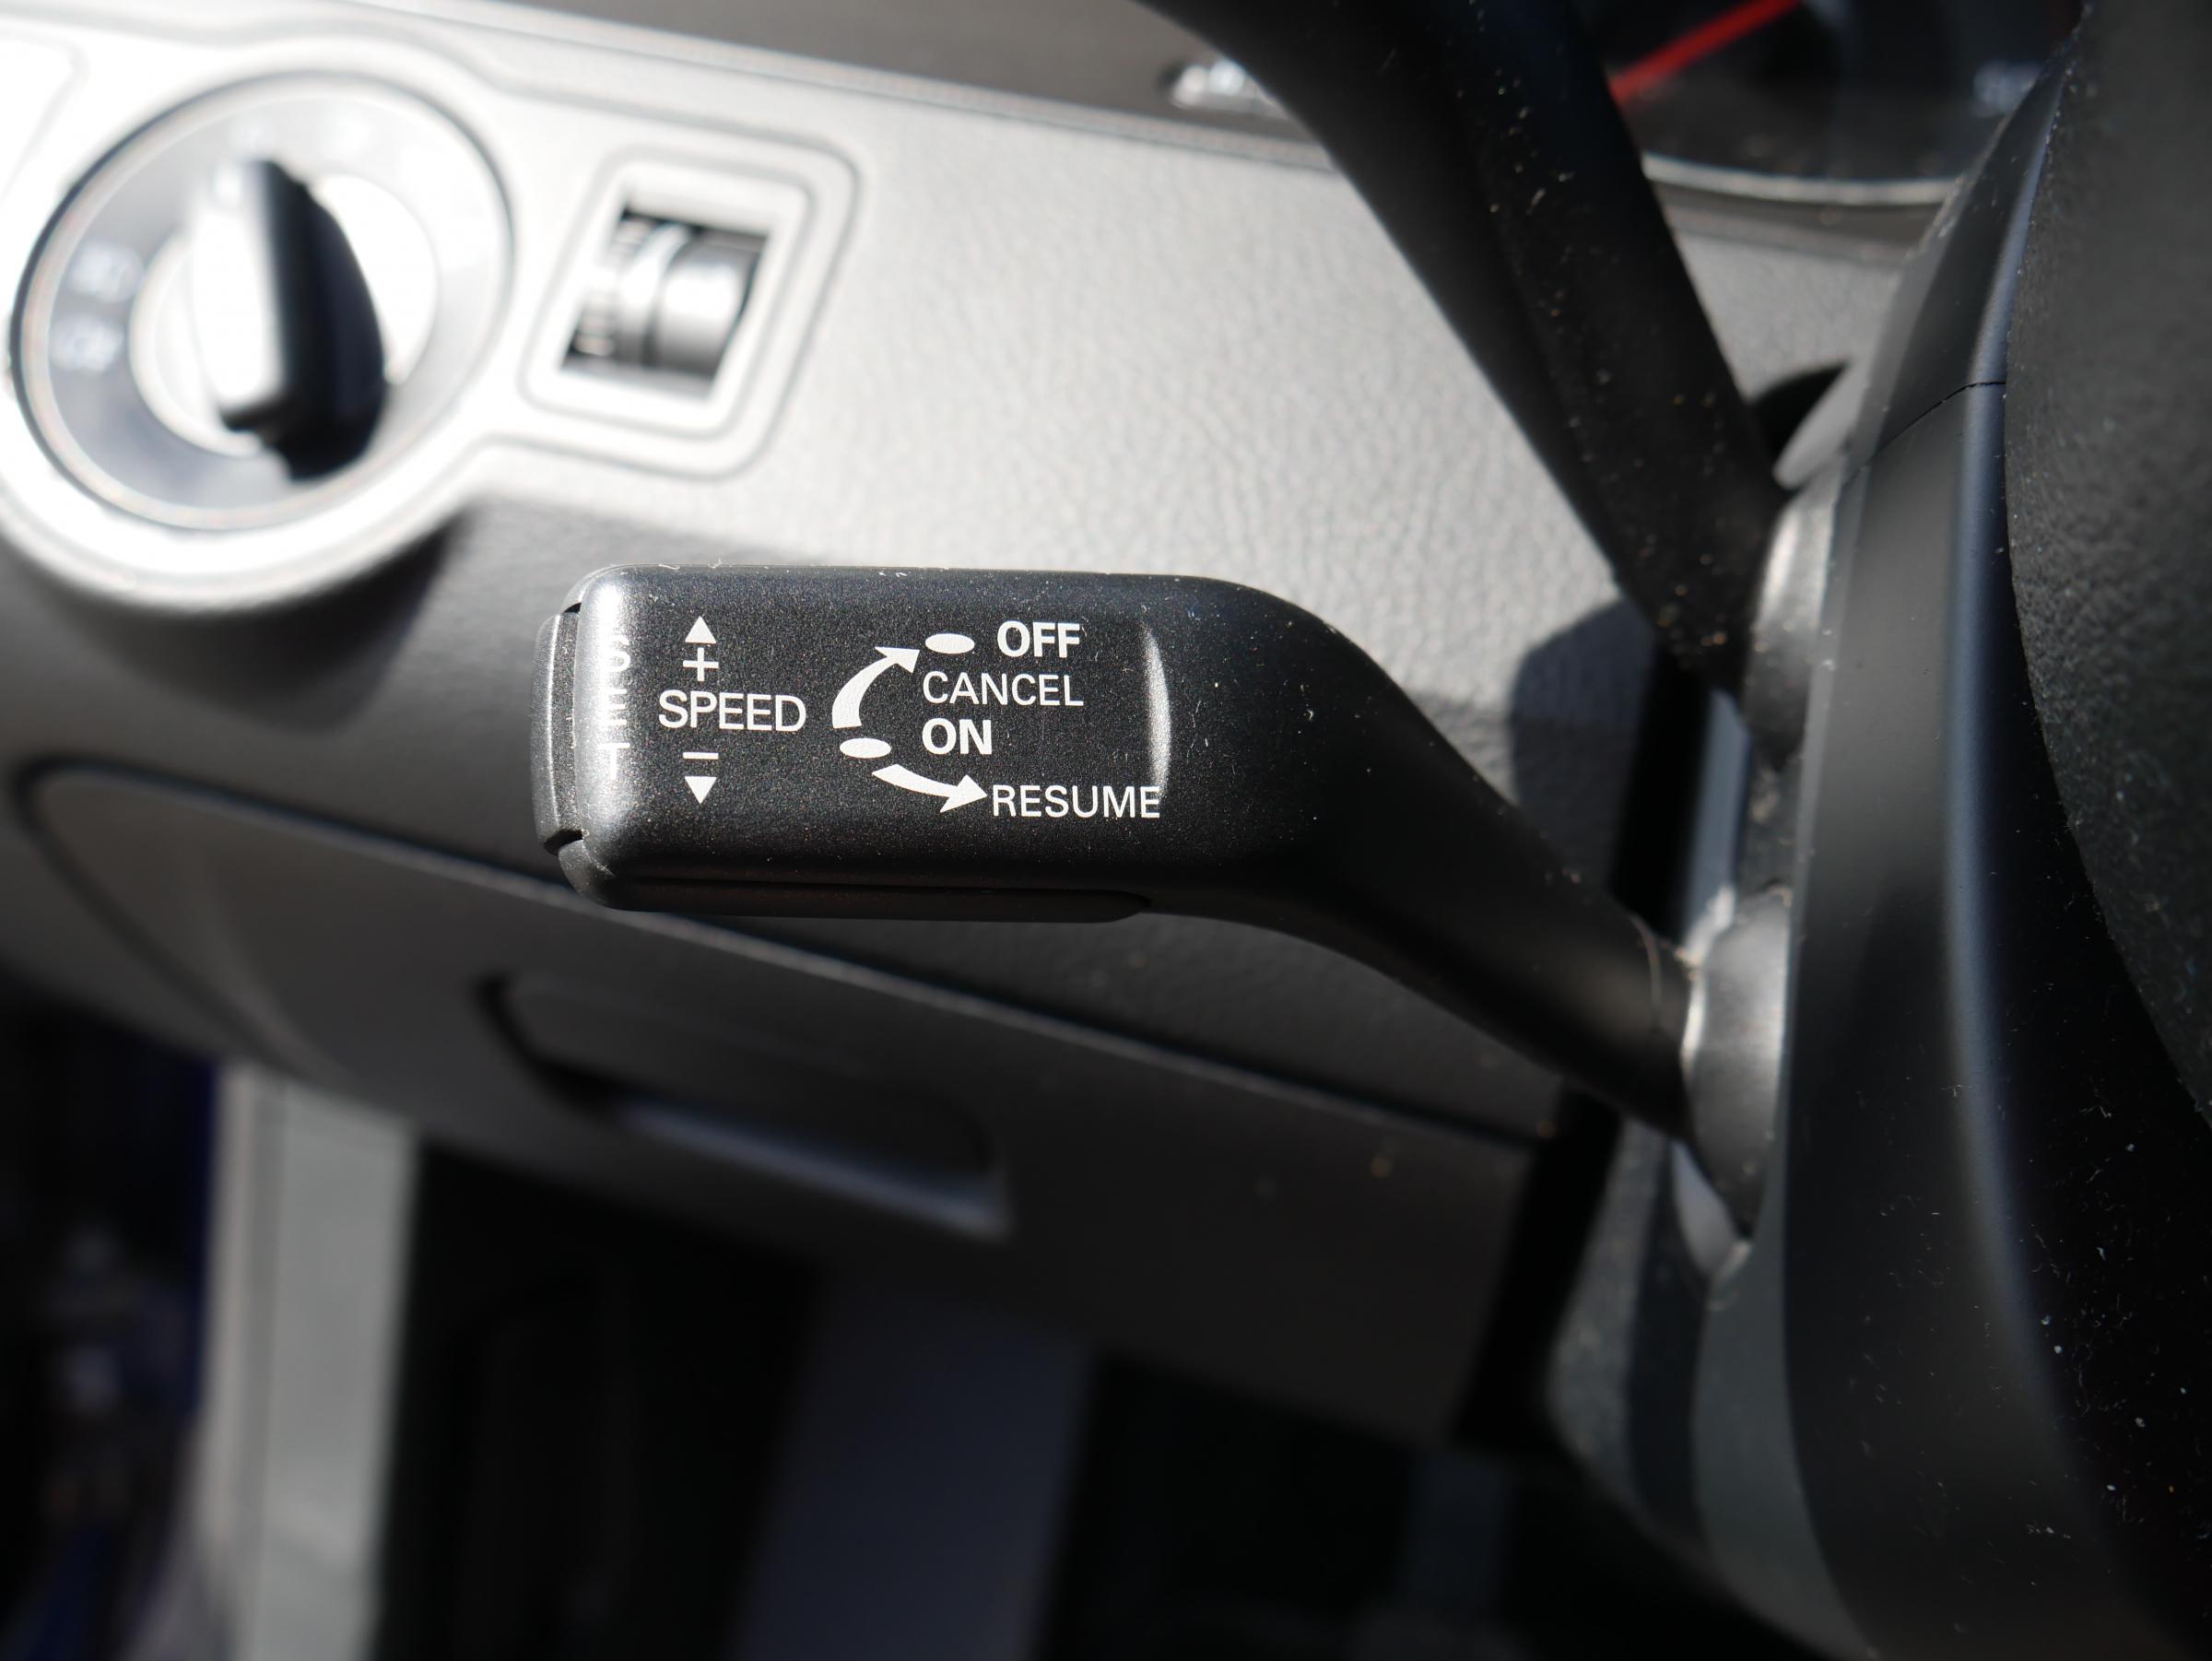 SET
+
SPEED
−
OFF
CANCEL
ON
RESUME